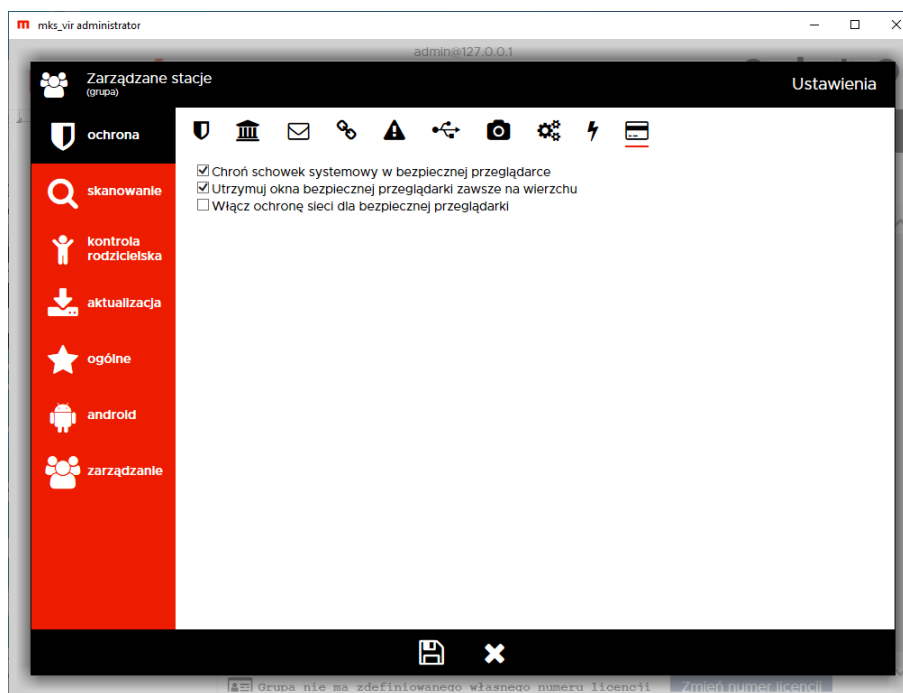 mks_vir administrator
admin@127.0.0.1
Zarządzane stacje
(grupa)
Ustawienia
ochrona
skanowanie
kontrola
rodzicielska
aktualizacja
ogólne
android
zarządzanie
Chroń schowek systemowy w bezpiecznej przeglądarce
Utrzymuj okna bezpiecznej przeglądarki zawsze na wierzchu
Włącz ochronę sieci dla bezpiecznej przeglądarki
Grupa nie ma zdefiniowanego własnego numeru licencji
Zmień numer licencji